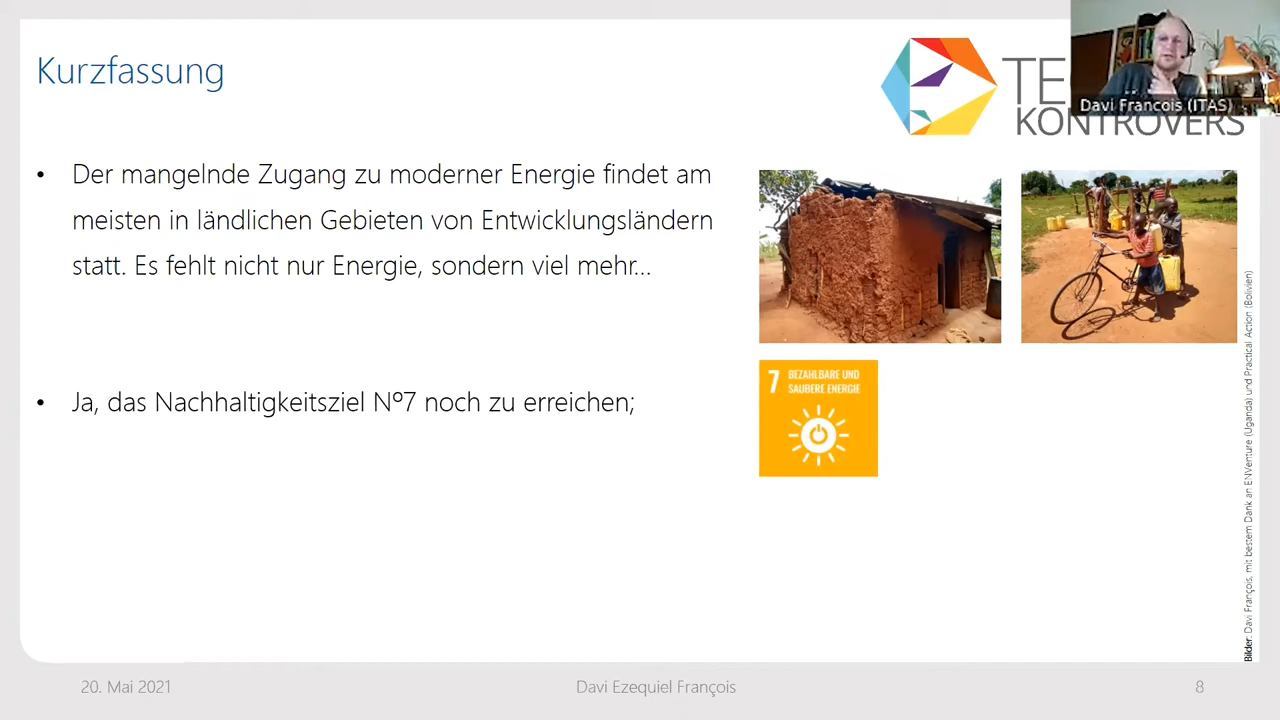 Kurzfassung
TE
KONTROVERS
Davi Francois (ITAS)
• Der mangelnde Zugang zu moderner Energie findet am
meisten in ländlichen Gebieten von Entwicklungsländern
statt. Es fehlt nicht nur Energie, sondern viel mehr...
• Ja, das Nachhaltigkeitsziel Nº7 noch zu erreichen;
7 BEZAHLBARE UND
SAUBERE ENERGIE
Bilder: Davi François, mit bestem Dank an ENVenture (Uganda) und Practical Action (Bolivien)
20. Mai 2021
Davi Ezequiel François
8